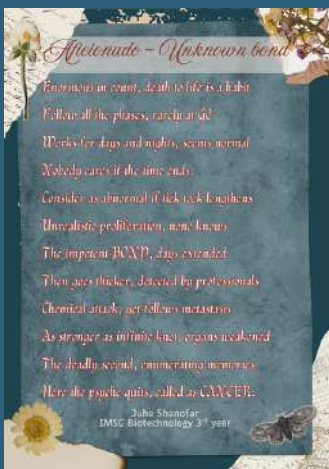 Aficionado ~ Unknown bond
Enormous in count, death to life is a habit
Follow all the phases, rarely at G0
Works for days and nights, seems normal
Nobody cares if the time ends.
Consider as abnormal if tick tock lengthens
Unrealistic proliferation, none knows
The impotent days extended
Then goes thicker, detected by professionals
Chemical attack, yet follows metastasis
As stronger as infinite knot, organs weakened
The deadly second, enumerating memories
Here the psyche quits, called as CANCER.
Juhe Shanofar
IMSC Biotechnology 3rd year